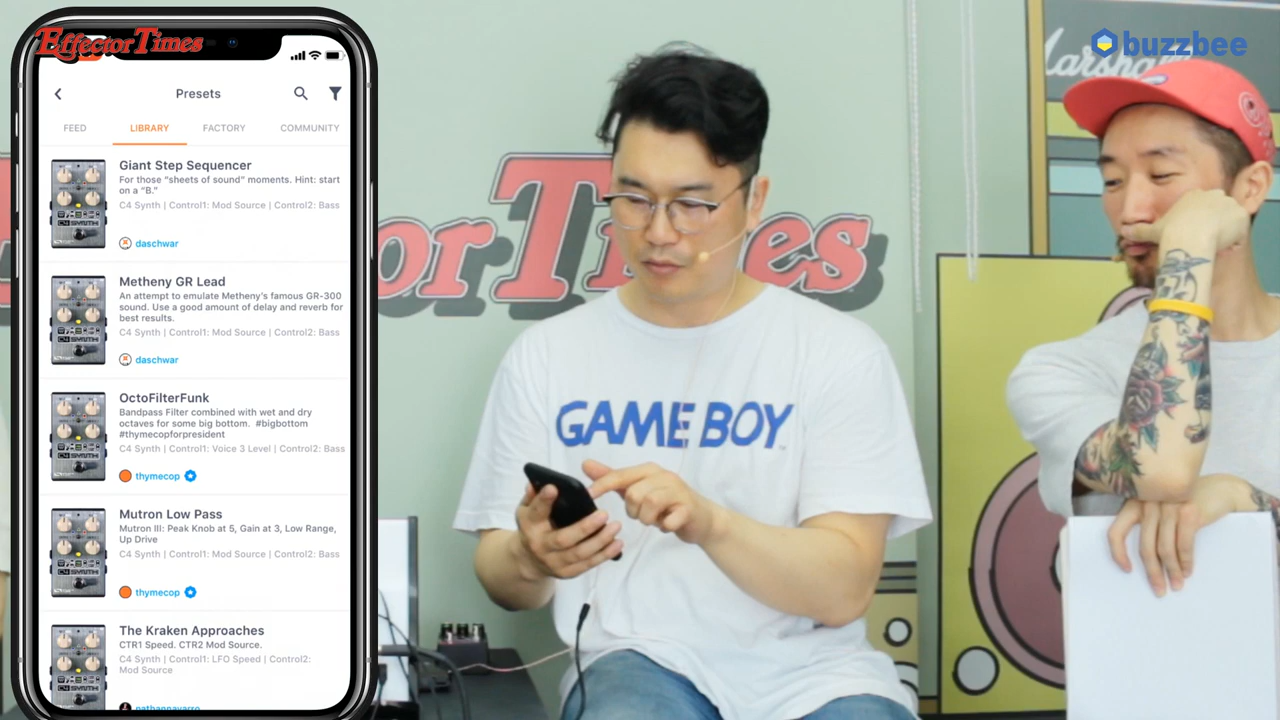 Effector Times
buzzbee
Marshall
Presets
FEED
LIBRARY
FACTORY
COMMUNITY
Giant Step Sequencer
For those "sheets of sound" moments. Hint: start
on a "B."
C4 Synth | Control1: Mod Source | Control2: Bass
daschwar
Metheny GR Lead
An attempt to emulate Metheny's famous GR-300
sound. Use a good amount of delay and reverb for
best results.
C4 Synth | Control1: Mod Source | Control2: Bass
daschwar
OctoFilterFunk
Bandpass Filter combined with wet and dry
octaves for some big bottom. #bigbottom
#thymecopforpresident
C4 Synth | Control1: Voice 3 Level | Control2: Bass
thymecop
Mutron Low Pass
Mutron III: Peak Knob at 5, Gain at 3, Low Range,
Up Drive
C4 Synth | Control1: Mod Source | Control2: Bass
thymecop
The Kraken Approaches
CTR1 Speed. CTR2 Mod Source.
C4 Synth | Control1: LFO Speed | Control2:
Mod Source
nathannavarro
or Times
GAME BOY